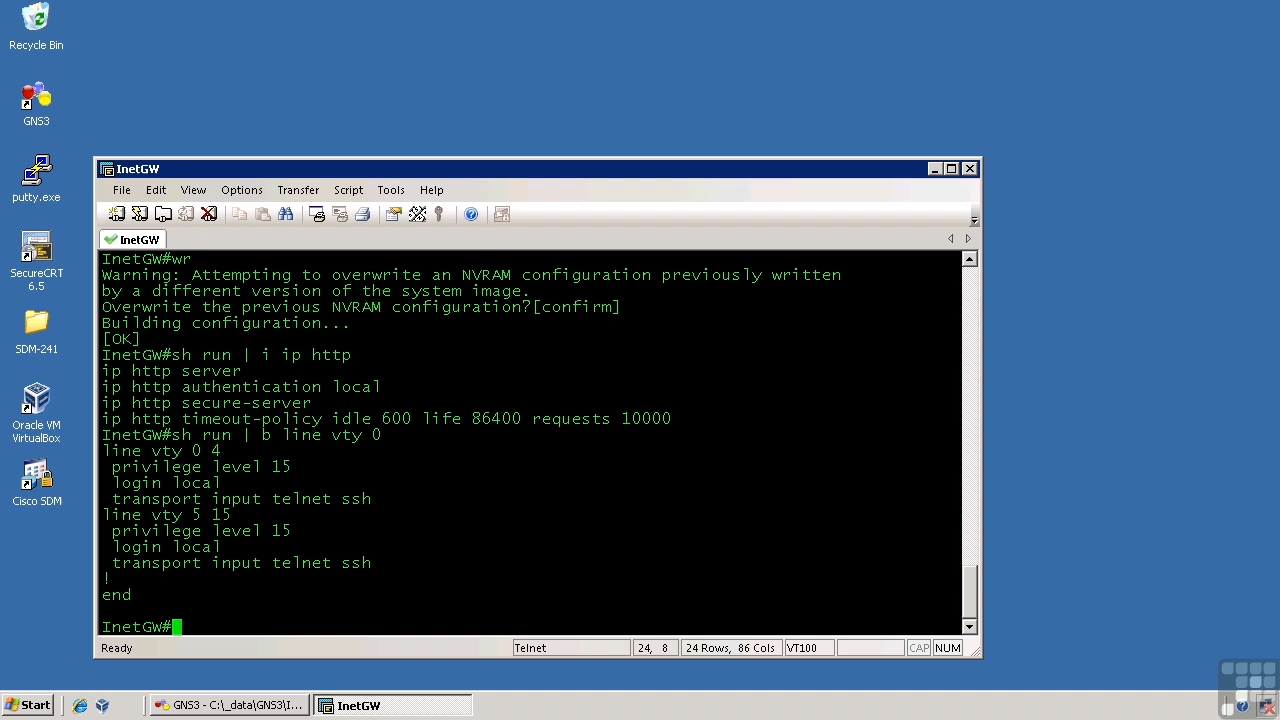 Recycle Bin
GNS3
putty.exe
SecureCRT
6.5
SDM-241
Oracle VM
VirtualBox
Cisco SDM
InetGW
File Edit View Options Transfer Script Tools Help
InetGW
InetGW#wr
Warning: Attempting to overwrite an NVRAM configuration previously written
by a different version of the system image.
Overwrite the previous NVRAM configuration?[confirm]
Building configuration...
[OK]
InetGW#sh run | i ip http
ip http server
ip http authentication local
ip http secure-server
ip http timeout-policy idle 600 life 86400 requests 10000
InetGW#sh run | b line vty 0
line vty 0 4
 privilege level 15
 login local
 transport input telnet ssh
line vty 5 15
 privilege level 15
 login local
 transport input telnet ssh
!
end
InetGW#
Ready Telnet 24, 8 24 Rows, 86 Cols VT100 CAP NUM
Start GNS3 - C:\_data\GNS3\I... InetGW